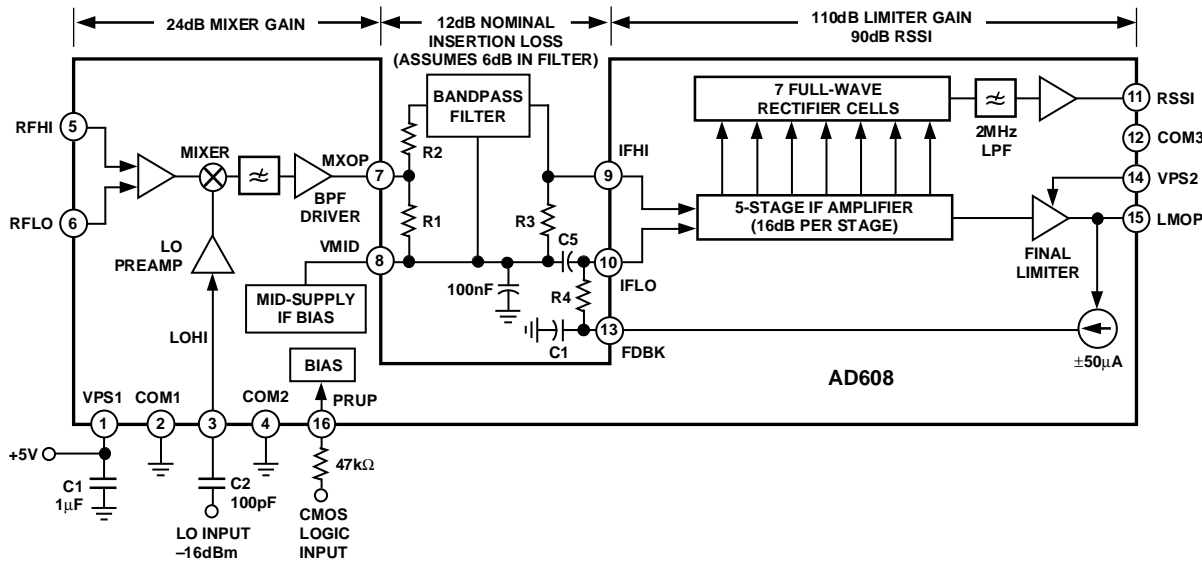 24dB MIXER GAIN
12dB NOMINAL
INSERTION LOSS
(ASSUMES 6dB IN FILTER)
110dB LIMITER GAIN
90dB RSSI
RFHI
5
RFLO
6
MIXER
LO
PREAMP
LOHI
BPF
DRIVER
MXOP
7
VMID
8
MID-SUPPLY
IF BIAS
BIAS
PRUP
R2
R1
BANDPASS
FILTER
R3
C5
100nF
R4
C1
IFHI
9
10
IFLO
13
FDBK
7 FULL-WAVE
RECTIFIER CELLS
2MHz
LPF
5-STAGE IF AMPLIFIER
(16dB PER STAGE)
FINAL
LIMITER
11
RSSI
12
COM3
14
VPS2
15
LMOP
±50µA
AD608
VPS1
COM1
COM2
1
2
3
4
16
+5V
C1
1µF
C2
100pF
47kΩ
LO INPUT
–16dBm
CMOS
LOGIC
INPUT